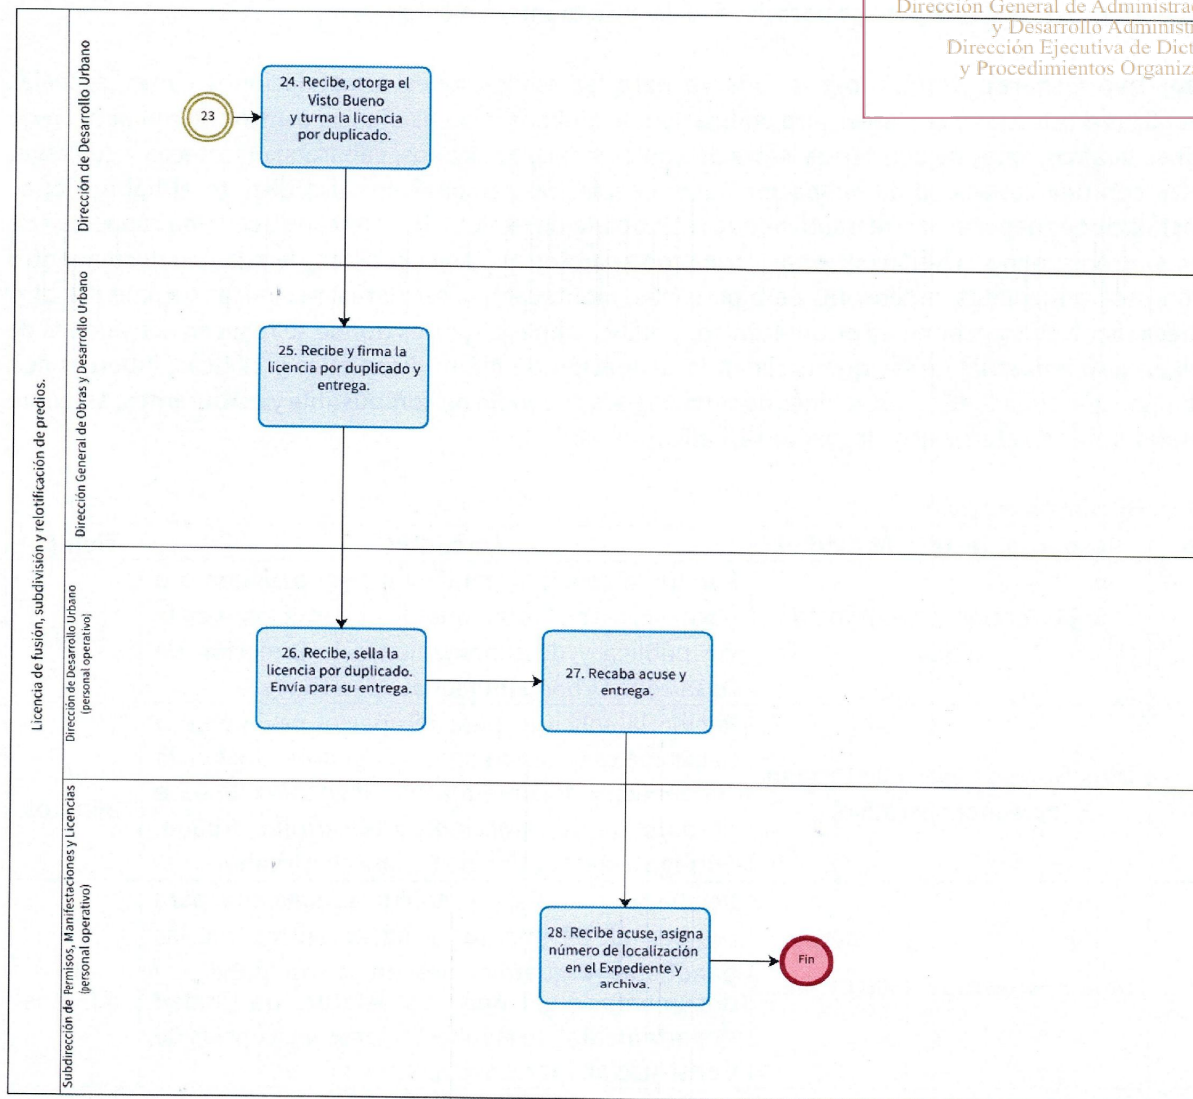 Dirección General de Administra
y Desarrollo Administ
Dirección Ejecutiva de Dict
y Procedimientos Organiz
Licencia de fusión, subdivisión y relotificación de predios.
Dirección de Desarrollo Urbano
23
24. Recibe, otorga el
Visto Bueno
y turna la licencia
por duplicado.
Dirección General de Obras y Desarrollo Urbano
25. Recibe y firma la
licencia por duplicado y
entrega.
Dirección de Desarrollo Urbano
(personal operativo)
26. Recibe, sella la
licencia por duplicado.
Envía para su entrega.
27. Recaba acuse y
entrega.
Subdirección de Permisos, Manifestaciones y Licencias
(personal operativo)
28. Recibe acuse, asigna
número de localización
en el Expediente y
archiva.
Fin